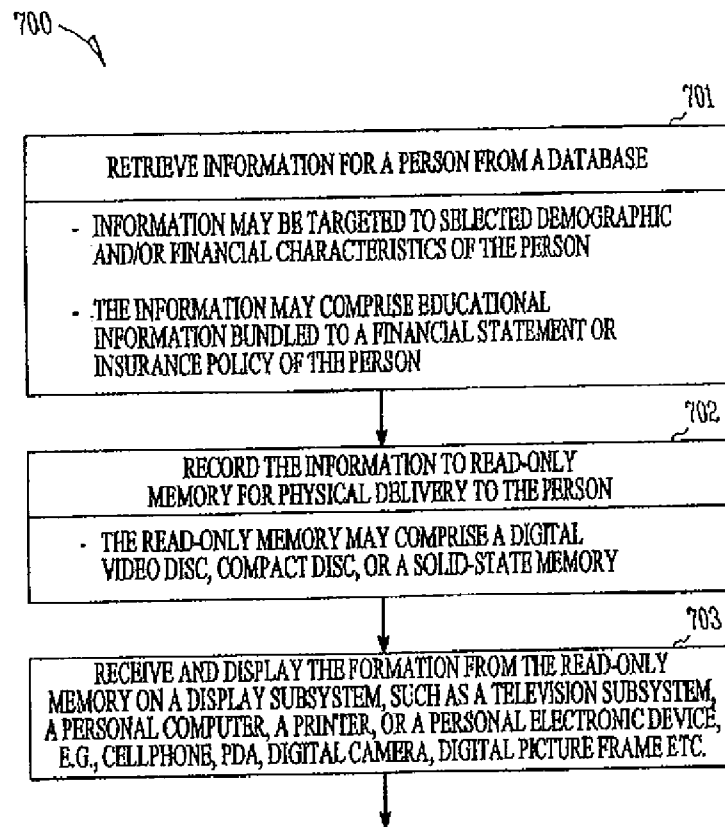 700
701
RETRIEVE INFORMATION FOR A PERSON FROM A DATABASE
- INFORMATION MAY BE TARGETED TO SELECTED DEMOGRAPHIC
AND/OR FINANCIAL CHARACTERISTICS OF THE PERSON
- THE INFORMATION MAY COMPRISE EDUCATIONAL
INFORMATION BUNDLED TO A FINANCIAL STATEMENT OR
INSURANCE POLICY OF THE PERSON
702
RECORD THE INFORMATION TO READ-ONLY
MEMORY FOR PHYSICAL DELIVERY TO THE PERSON
- THE READ-ONLY MEMORY MAY COMPRISE A DIGITAL
VIDEO DISC, COMPACT DISC, OR A SOLID-STATE MEMORY
703
RECEIVE AND DISPLAY THE FORMATION FROM THE READ-ONLY
MEMORY ON A DISPLAY SUBSYSTEM, SUCH AS A TELEVISION SUBSYSTEM,
A PERSONAL COMPUTER, A PRINTER, OR A PERSONAL ELECTRONIC DEVICE,
E.G., CELLPHONE, PDA, DIGITAL CAMERA, DIGITAL PICTURE FRAME ETC.